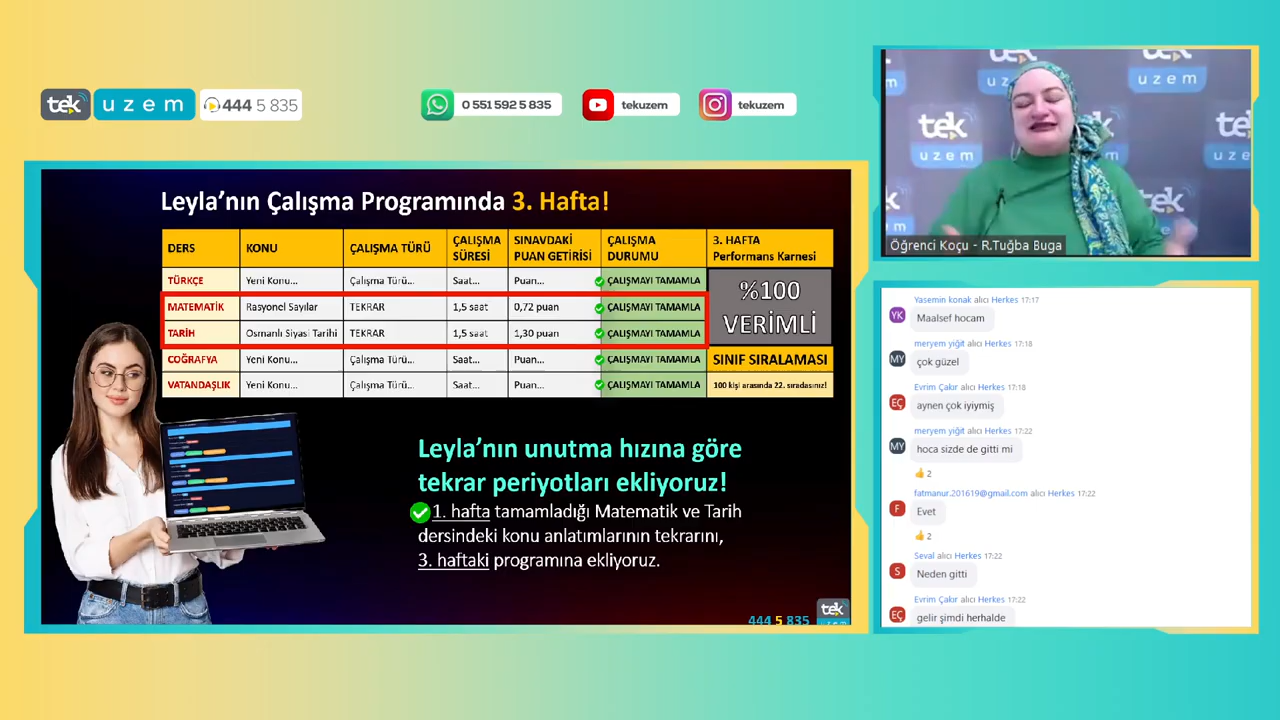 tek uzem 444 5 835
0 551 592 5 835
tekuzem
tekuzem
Leyla’nın Çalışma Programında 3. Hafta!
DERS KONU ÇALIŞMA TÜRÜ ÇALIŞMA SÜRESİ SINAVDAKİ PUAN GETİRİSİ ÇALIŞMA DURUMU 3. HAFTA Performans Karnesi
TÜRKÇE Yeni Konu... Çalışma Türü... Saat... Puan... ÇALIŞMAYI TAMAMLA
MATEMATİK Rasyonel Sayılar TEKRAR 1,5 saat 0,72 puan ÇALIŞMAYI TAMAMLA
TARİH Osmanlı Siyasi Tarihi TEKRAR 1,5 saat 1,30 puan ÇALIŞMAYI TAMAMLA
COĞRAFYA Yeni Konu... Çalışma Türü... Saat... Puan... ÇALIŞMAYI TAMAMLA
VATANDAŞLIK Yeni Konu... Çalışma Türü... Saat... Puan... ÇALIŞMAYI TAMAMLA
%100
VERİMLİ
SINIF SIRALAMASI
100 kişi arasında 22. sıradasınız!
Leyla’nın unutma hızına göre
tekrar periyotları ekliyoruz!
1. hafta tamamladığı Matematik ve Tarih
dersindeki konu anlatımlarının tekrarını,
3. haftaki programına ekliyoruz.
444 5 835
tek
tek
uzem
uzem
uzem
Öğrenci Koçu - R.Tuğba Buga
Yasemin konak alıcı Herkes 17:17
YK Maalsef hocam
meryem yiğit alıcı Herkes 17:18
MY çok güzel
Evrim Çakır alıcı Herkes 17:18
EÇ aynen çok iyiymiş
meryem yiğit alıcı Herkes 17:22
MY hoca sizde de gitti mi
2
fatmanur.201619@gmail.com alıcı Herkes 17:22
F Evet
2
Seval alıcı Herkes 17:22
S Neden gitti
Evrim Çakır alıcı Herkes 17:22
EÇ gelir şimdi herhalde